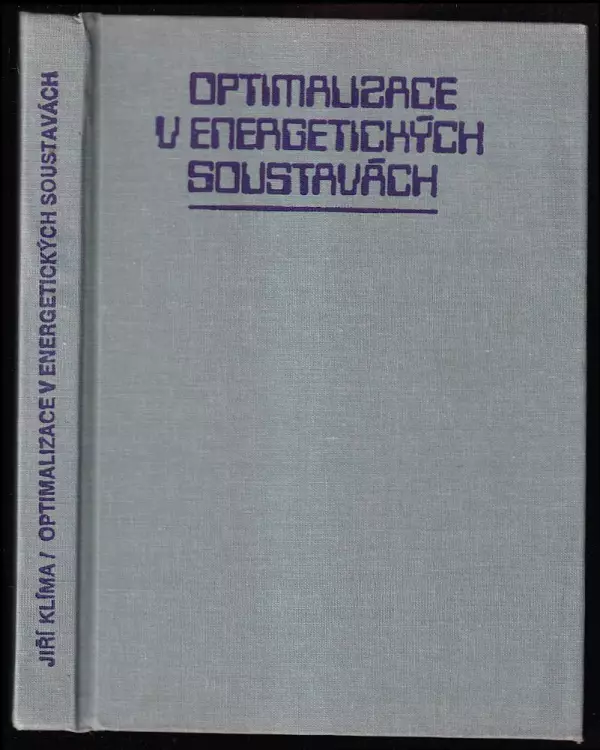 OPTIMALIZACE
V ENERGETICKÝCH
SOUSTAVÁCH
JIŘÍ KLÍMA / OPTIMALIZACE V ENERGETICKÝCH SOUSTAVÁCH